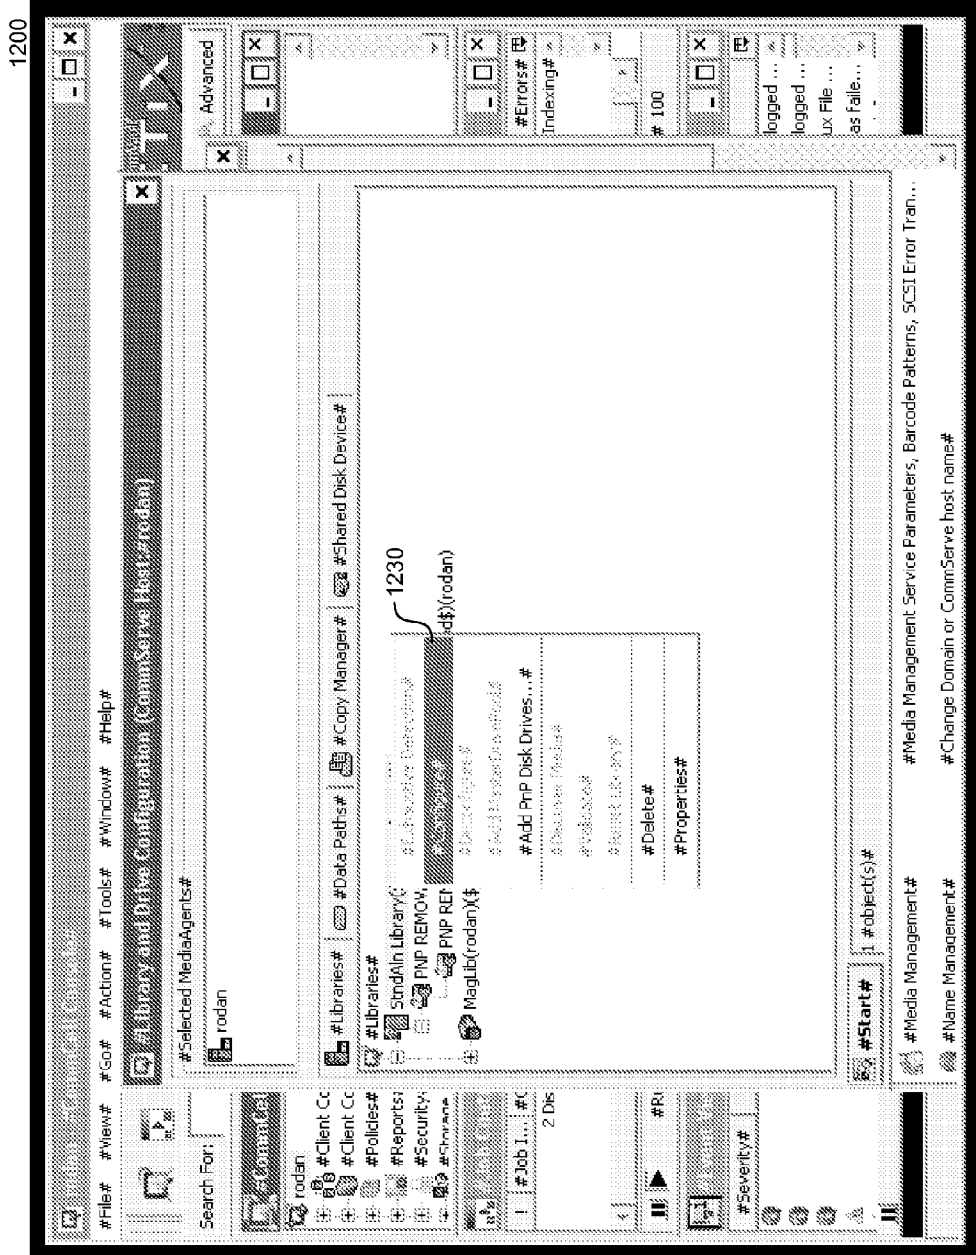 1200
#File# #View# #Go# #Action# #Tools# #Window# #Help#
#Library and Drive Configuration (CommServe Host:#rodan)
Search For:
Advanced
#Selected MediaAgents#
rodan
#CommCel
rodan
#Client Cc
#Client Cc
#Policies#
#Reports:
#Security:
#Storage
#Libraries# #Data Paths# #Copy Manager# #Shared Disk Device#
#Libraries#
StndAln Library(
PNP REMOV.
PNP REM
d$)(rodan)
MagLib(rodan)($
1230
#Configure#
#Add PnP Disk Drives...#
#Delete#
#Properties#
#Job I...
#C
2 Dis
#Errors#
Indexing#
#Ru
# 100
#Severity#
logged ...
logged ...
ux File ...
as faile...
#Start#
1 #object(s)#
#Media Management# #Media Management Service Parameters, Barcode Patterns, SCSI Error Tran...
#Name Management# #Change Domain or CommServe host name#